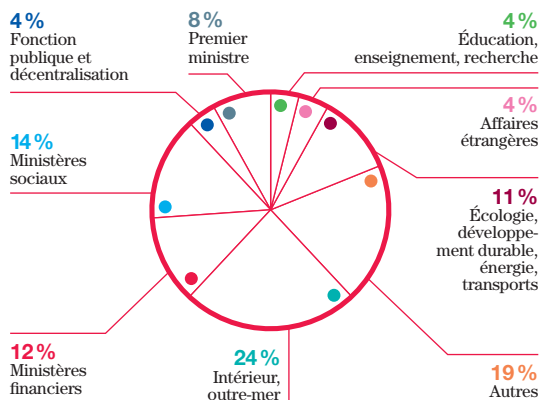 4 %
Fonction
publique et
décentralisation
8 %
Premier
ministre
4 %
Éducation,
enseignement, recherche
4 %
Affaires
étrangères
11 %
Écologie,
développe-
ment durable,
énergie,
transports
19 %
Autres
24 %
Intérieur,
outre-mer
12 %
Ministères
financiers
14 %
Ministères
sociaux